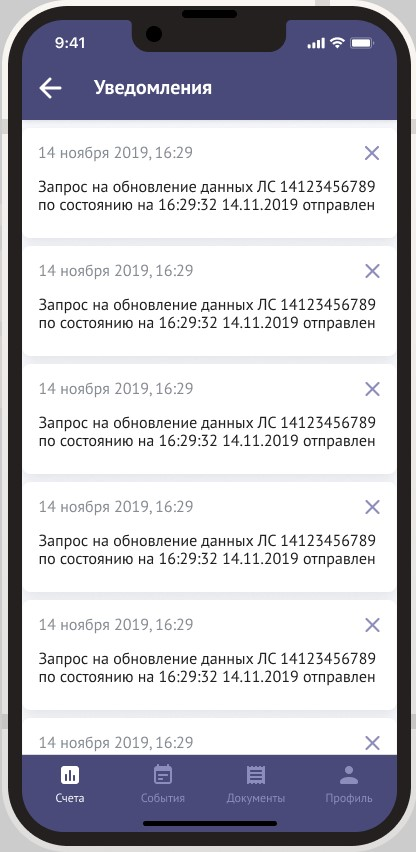 9:41
Уведомления
14 ноября 2019, 16:29
Запрос на обновление данных ЛС 14123456789
по состоянию на 16:29:32 14.11.2019 отправлен
14 ноября 2019, 16:29
Запрос на обновление данных ЛС 14123456789
по состоянию на 16:29:32 14.11.2019 отправлен
14 ноября 2019, 16:29
Запрос на обновление данных ЛС 14123456789
по состоянию на 16:29:32 14.11.2019 отправлен
14 ноября 2019, 16:29
Запрос на обновление данных ЛС 14123456789
по состоянию на 16:29:32 14.11.2019 отправлен
14 ноября 2019, 16:29
Запрос на обновление данных ЛС 14123456789
по состоянию на 16:29:32 14.11.2019 отправлен
14 ноября 2019, 16:29
Счета События Документы Профиль